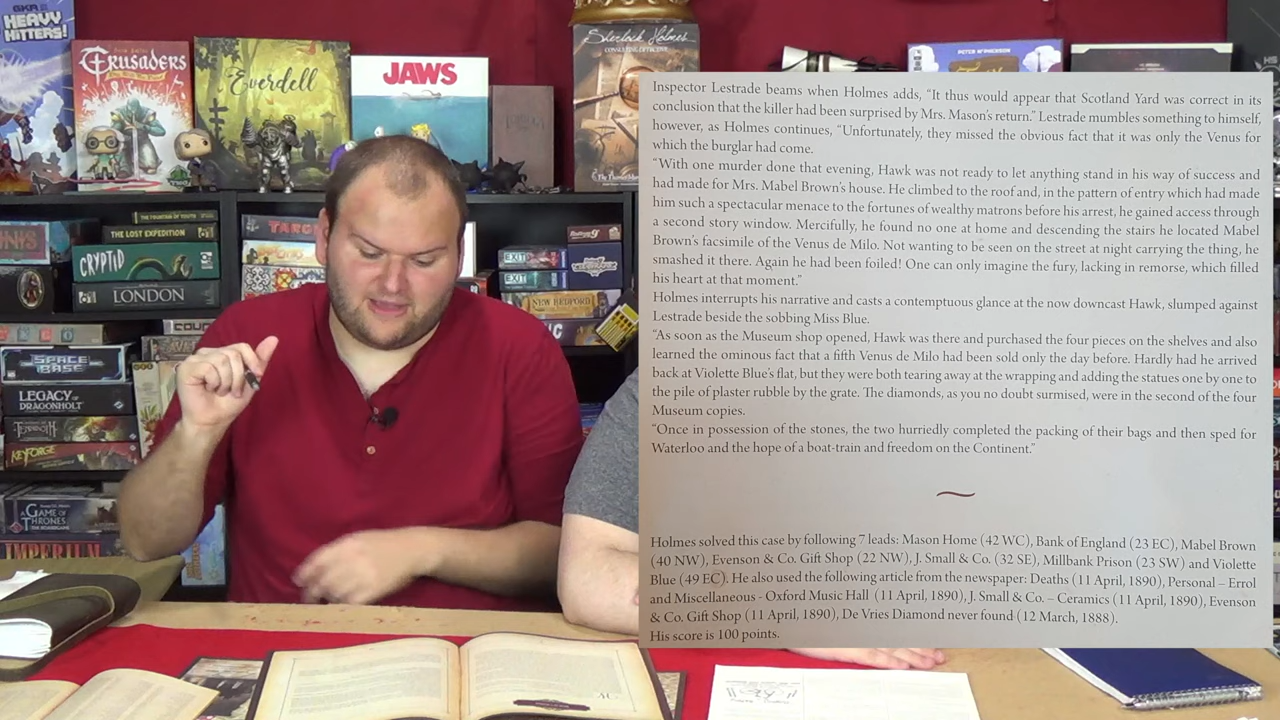 GKR
HEAVY
HITTERS!
Crusaders
Everdell
JAWS
Sherlock Holmes
CONSULTING DETECTIVE
PETER MCPHERSON
THE FOUNTAIN OF YOUTH
THE LOST EXPEDITION
CRYPTID
LONDON
EXIT
EXIT
NEW BEDFORD
SPACE
BASE
LEGACY OF
DRAGONHOLT
KEYFORGE
A GAME OF
THRONES
THE BOARD GAME
IMPERIUM
Inspector Lestrade beams when Holmes adds, “It thus would appear that Scotland Yard was correct in its
conclusion that the killer had been surprised by Mrs. Mason's return.” Lestrade mumbles something to himself,
however, as Holmes continues, “Unfortunately, they missed the obvious fact that it was only the Venus for
which the burglar had come.
“With one murder done that evening, Hawk was not ready to let anything stand in his way of success and
had made for Mrs. Mabel Brown's house. He climbed to the roof and, in the pattern of entry which had made
him such a spectacular menace to the fortunes of wealthy matrons before his arrest, he gained access through
a second story window. Mercifully, he found no one at home and descending the stairs he located Mabel
Brown's facsimile of the Venus de Milo. Not wanting to be seen on the street at night carrying the thing, he
smashed it there. Again he had been foiled! One can only imagine the fury, lacking in remorse, which filled
his heart at that moment.”
Holmes interrupts his narrative and casts a contemptuous glance at the now downcast Hawk, slumped against
Lestrade beside the sobbing Miss Blue.
“As soon as the Museum shop opened, Hawk was there and purchased the four pieces on the shelves and also
learned the ominous fact that a fifth Venus de Milo had been sold only the day before. Hardly had he arrived
back at Violette Blue's flat, but they were both tearing away at the wrapping and adding the statues one by one to
the pile of plaster rubble by the grate. The diamonds, as you no doubt surmised, were in the second of the four
Museum copies.
“Once in possession of the stones, the two hurriedly completed the packing of their bags and then sped for
Waterloo and the hope of a boat-train and freedom on the Continent.”
Holmes solved this case by following 7 leads: Mason Home (42 WC), Bank of England (23 EC), Mabel Brown
(40 NW), Evenson & Co. Gift Shop (22 NW), J. Small & Co. (32 SE), Millbank Prison (23 SW) and Violette
Blue (49 EC). He also used the following article from the newspaper: Deaths (11 April, 1890), Personal – Errol
and Miscellaneous - Oxford Music Hall (11 April, 1890), J. Small & Co. – Ceramics (11 April, 1890), Evenson
& Co. Gift Shop (11 April, 1890), De Vries Diamond never found (12 March, 1888).
His score is 100 points.